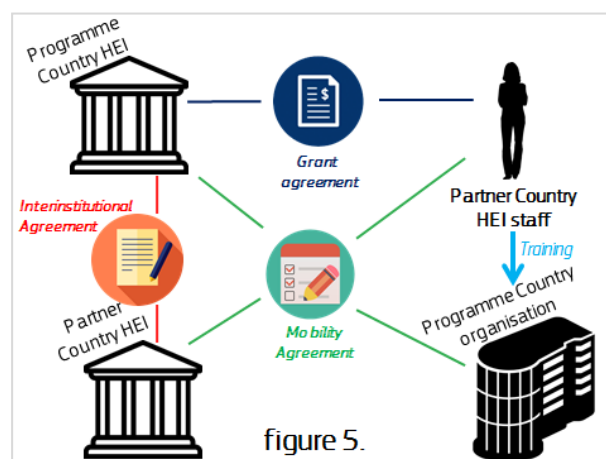 Programme
Country HEI
$
Grant
agreement
Partner Country
HEI staff
Interinstitutional
Agreement
Training
Programme Country
organisation
Partner
Country HEI
Mobility
Agreement
figure 5.